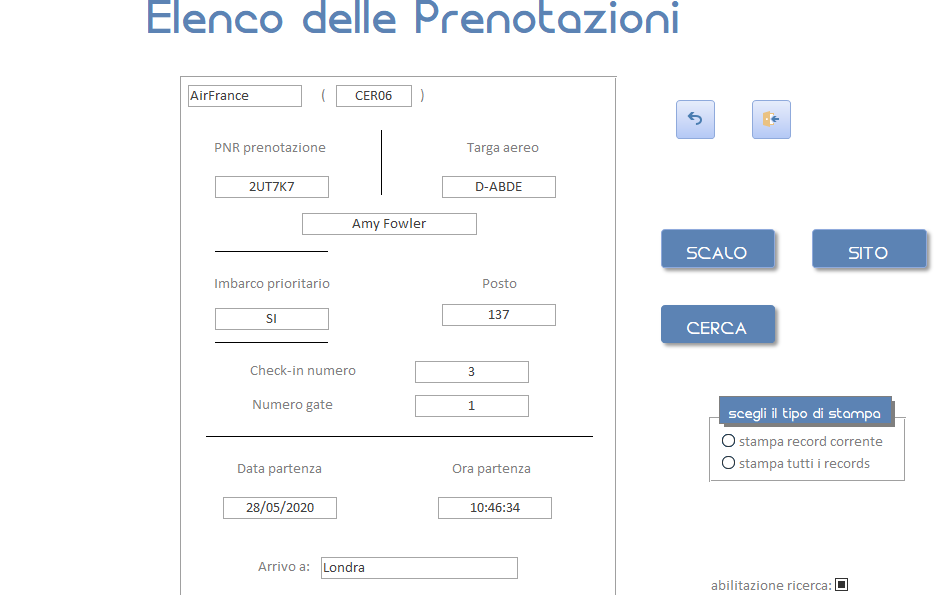 Elenco delle Prenotazioni
AirFrance ( CER06 )
PNR prenotazione Targa aereo
2UT7K7 D-ABDE
Amy Fowler
SCALO SITO
Imbarco prioritario Posto
SI 137
CERCA
Check-in numero 3
Numero gate 1
scegli il tipo di stampa
stampa record corrente
stampa tutti i records
Data partenza Ora partenza
28/05/2020 10:46:34
Arrivo a: Londra
abilitazione ricerca: